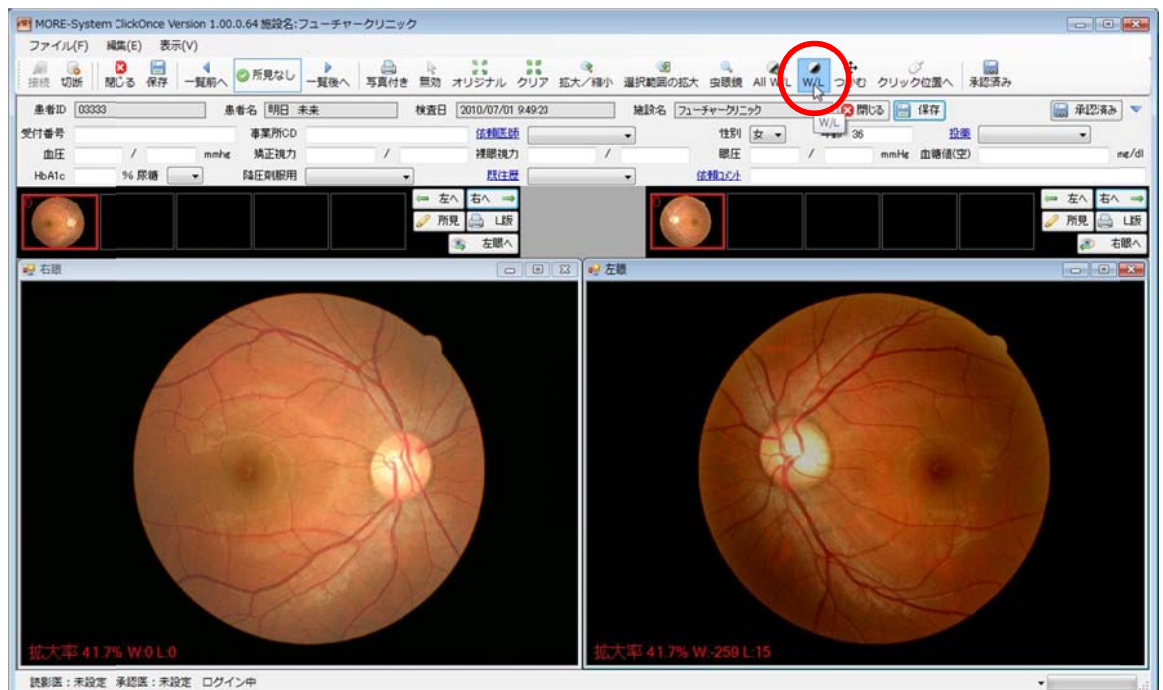 MORE-System ClickOnce Version 1.00.0.64 施設名:フューチャークリニック
ファイル(F) 編集(E) 表示(V)
接続 切断 閉じる 保存 一覧前へ 所見なし 一覧後へ 写真付き 無効 オリジナル クリア 拡大/縮小 選択範囲の拡大 虫眼鏡 All W/L W/L つかむ クリック位置へ 承認済み
患者ID 03333 患者名 明日 未来 検査日 2010/07/01 9:49:23 施設名 フューチャークリニック 閉じる 保存 承認済み
W/L
受付番号 事業所CD 依頼医師 性別 女 36 投薬
血圧 / mmhg 矯正視力 / 裸眼視力 / 眼圧 / mmHg 血糖値(空) mg/dl
HbA1c % 尿糖 降圧剤服用 既往歴 依頼コメント
左へ 右へ 左へ 右へ
所見 L版 所見 L版
左眼へ 右眼へ
右眼 左眼
拡大率 41.7% W:0 L:0 拡大率 41.7% W:-259 L:15
読影医:未設定 承認医:未設定 ログイン中